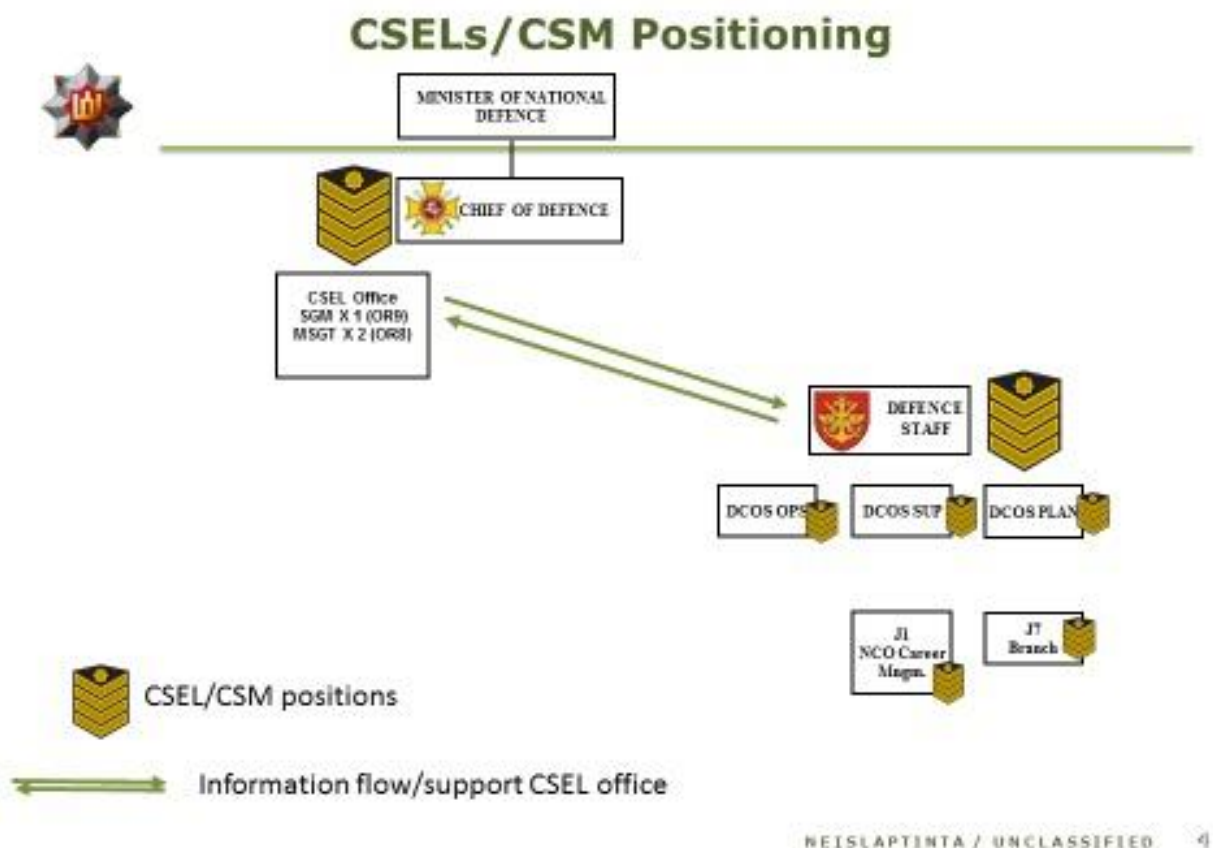 CSELs/CSM Positioning
MINISTER OF NATIONAL
DEFENCE
CHIEF OF DEFENCE
CSEL Office
SGM X 1 (OR9)
MSGT X 2 (OR8)
DEFENCE
STAFF
DCOS OPS
DCOS SUP
DCOS PLAN
J1
NCO Career
Mngm.
J7
Branch
CSEL/CSM positions
Information flow/support CSEL office
NEISLAPTINTA / UNCLASSIFIED 4